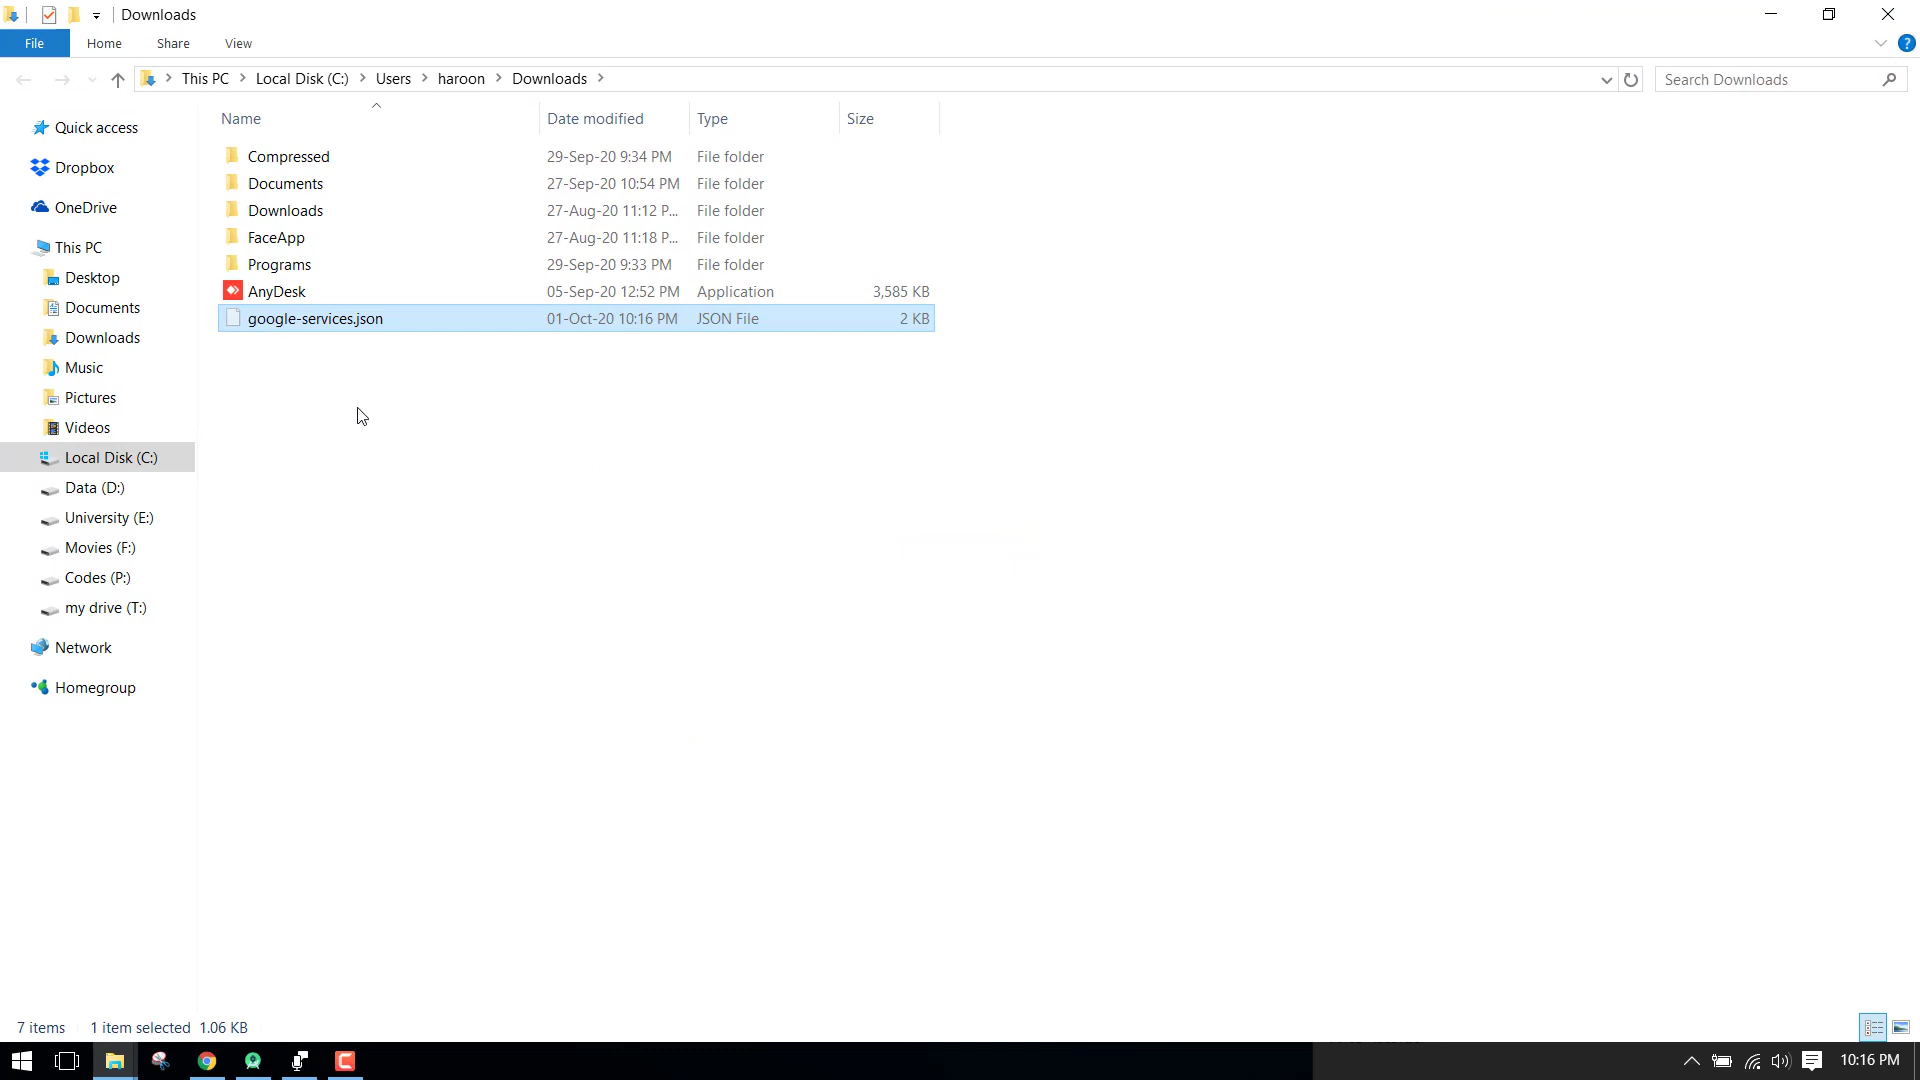 Downloads
File Home Share View
This PC Local Disk (C:) Users haroon Downloads Search Downloads
Name Date modified Type Size
Quick access
Dropbox
OneDrive
This PC
Desktop
Documents
Downloads
Music
Pictures
Videos
Local Disk (C:)
Data (D:)
University (E:)
Movies (F:)
Codes (P:)
my drive (T:)
Network
Homegroup
Compressed 29-Sep-20 9:34 PM File folder
Documents 27-Sep-20 10:54 PM File folder
Downloads 27-Aug-20 11:12 P... File folder
FaceApp 27-Aug-20 11:18 P... File folder
Programs 29-Sep-20 9:33 PM File folder
AnyDesk 05-Sep-20 12:52 PM Application 3,585 KB
google-services.json 01-Oct-20 10:16 PM JSON File 2 KB
7 items 1 item selected 1.06 KB
10:16 PM